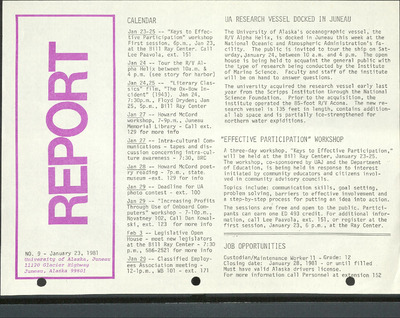 REPORT
NO. 9 - January 23, 1981
University of Alaska, Juneau
11120 Glacier Highway
Juneau, Alaska 99801
CALENDAR
Jan 23-25 -- "Keys to Effec-
tive Participation" workshop
First session, 6p.m., Jan 23,
at the Bill Ray Center. Call
Lee Paavola, ext. 151
Jan 24 -- Tour the R/V Al-
pha Helix between 10a.m. &
4 p.m. (see story for harbor)
Jan 24,25 -- "Literary Clas-
sics" film, "The Ox-Bow In-
cident" (1943). Jan 24,
7:30p.m., Floyd Dryden; Jan
25, 5p.m., Bill Ray Center
Jan 27 -- Howard McCord
workshop, 7-9p.m., Juneau
Memorial Library - Call ext.
129 for more info
Jan 27 -- Intra-cultural Com-
munications - tapes and dis-
cussion concerning intra-cul-
ture awareness - 7:30, BRC
Jan 28 -- Howard McCord poet-
ry reading - 7p.m., state
museum -ext. 129 for info
Jan 29 -- Deadline for UA
photo contest - ext. 100
Jan 29 -- "Increasing Profits
Through Use of Onboard Com-
puters" workshop - 7-10p.m.,
Novatney 102, Call Don Kowal-
ski, ext. 123 for more info
Feb 3 -- Legislative Open
House - meet new legislators
at the Bill Ray Center - 7:30
p.m., 586-2521 for more info
Jan 26 -- Classified Employ-
ees Association meeting -
12-1p.m., WS 101 - ext. 171
UA RESEARCH VESSEL DOCKED IN JUNEAU
The University of Alaska's oceanographic vessel, the
R/V Alpha Helix, is docked in Juneau this week at the
National Oceanic and Atmospheric Administration's fa-
cility. The public is invited to tour the ship on Sat-
urday, January 24, between 10 a.m. and 4 p.m. The open
house is being held to acquaint the general public with
the type of research being conducted by the Institute
of Marine Science. Faculty and staff of the institute
will be on hand to answer questions.
The university acquired the research vessel early last
year from the Scripps Institution through the National
Science Foundation. Prior to the acquisition, the
institute operated the 85-foot R/V Acona. The new re-
search vessel is 135 feet in length, contains addition-
al lab space and is partially ice-strengthened for
northern water expeditions.
"EFFECTIVE PARTICIPATION" WORKSHOP
A three-day workshop, "Keys to Effective Participation,"
will be held at the Bill Ray Center, January 23-25.
The workshop, co-sponsored by UAJ and the Department
of Education, is being held in response to interest
initiated by community educators and citizens involv-
ed in community advisory councils.
Topics include: communication skills, goal setting,
problem solving, barriers to effective involvement and
a step-by-step process for putting an idea into action.
The sessions are free and open to the public. Partici-
pants can earn one ED 493 credit. For additional infor-
mation, call Lee Paavola, ext. 151, or register at the
first session, January 23, 6 p.m., at the Ray Center.
JOB OPPORTUNITIES
Custodian/Maintenance Worker 11 - Grade: 12
Closing date: January 28, 1981 - or until filled
Must have valid Alaska drivers license.
For more information call Personnel at extension 152